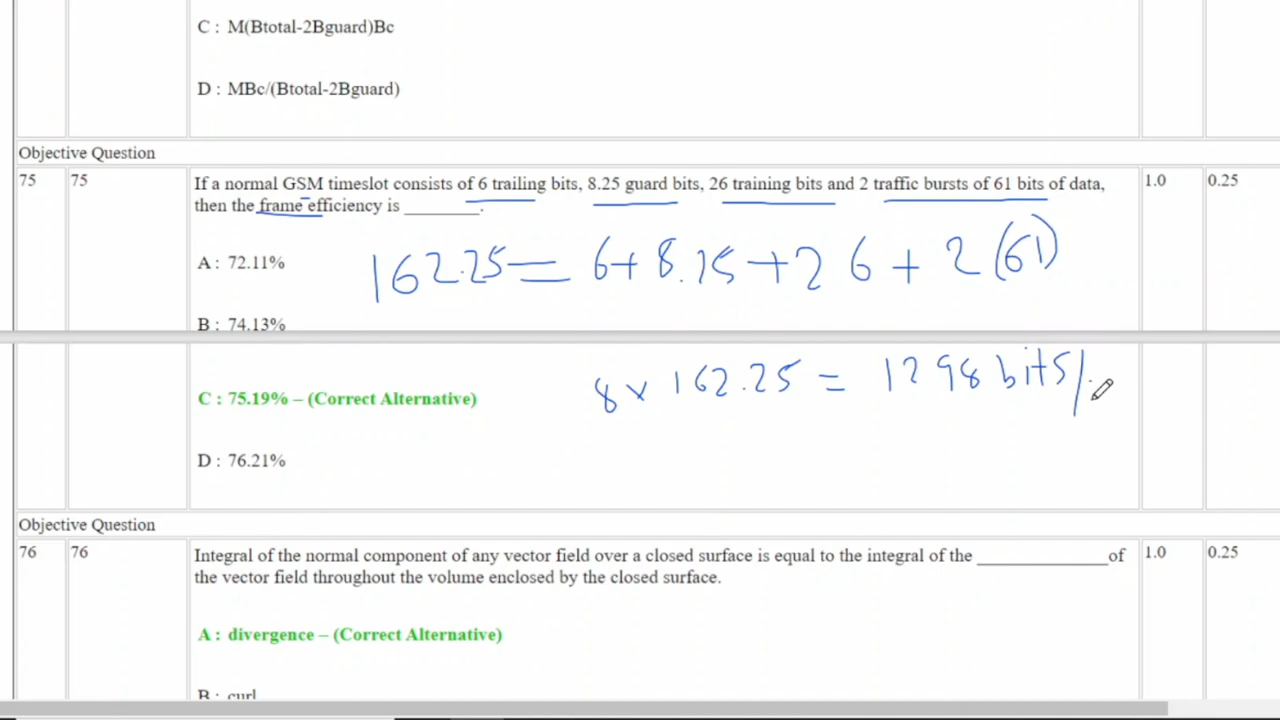 C : M(Btotal-2Bguard)Bc
D : MBc/(Btotal-2Bguard)
Objective Question
75 75 If a normal GSM timeslot consists of 6 trailing bits, 8.25 guard bits, 26 training bits and 2 traffic bursts of 61 bits of data, 1.0 0.25
then the frame efficiency is ________.
A : 72.11%
162.25 = 6+ 8.25 + 26 + 2(61)
B : 74.13%
8 x 162.25 = 1298 bits/
C : 75.19% – (Correct Alternative)
D : 76.21%
Objective Question
76 76 Integral of the normal component of any vector field over a closed surface is equal to the integral of the ______________of 1.0 0.25
the vector field throughout the volume enclosed by the closed surface.
A : divergence – (Correct Alternative)
B : curl